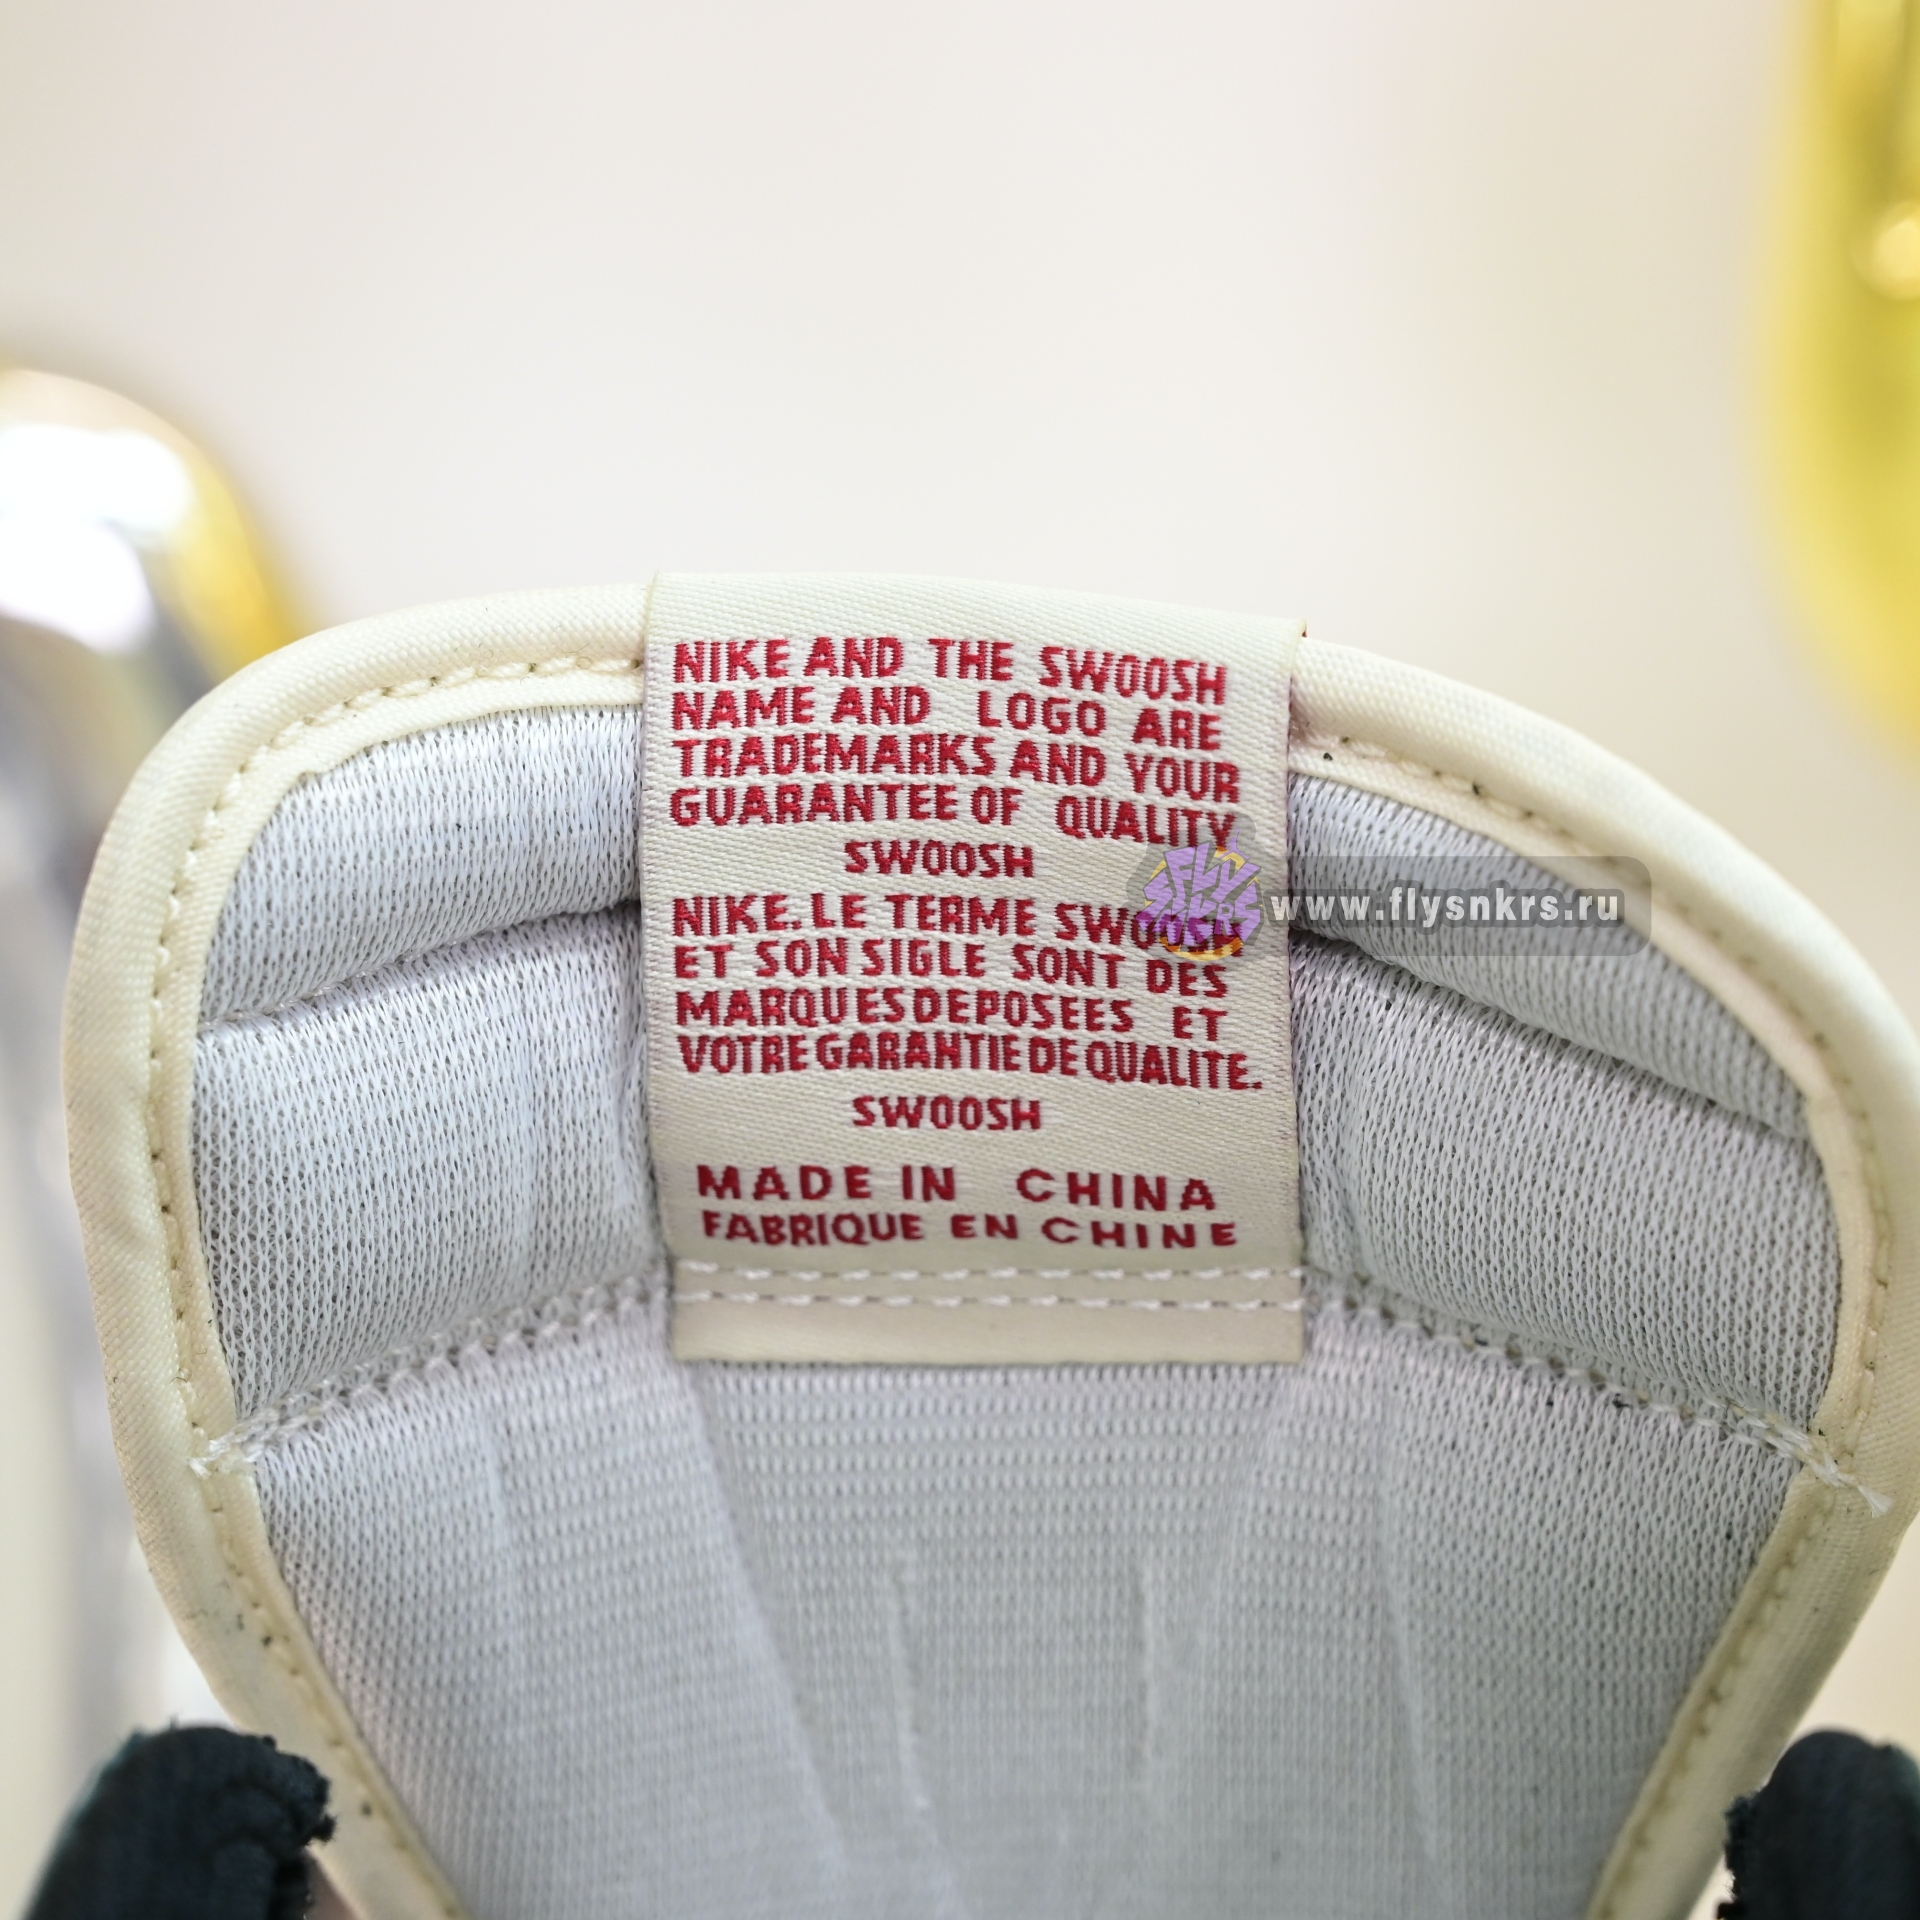 NIKE AND THE SWOOSH
NAME AND LOGO ARE
TRADEMARKS AND YOUR
GUARANTEE OF QUALITY
SWOOSH
NIKE. LE TERME
ET SON SIGLE SONT DES
MARQUES DEPOSEES ET
VOTRE GARANTIE DE QUALITE.
SWOOSH
MADE IN CHINA
FABRIQUE EN CHINE
FLY SNKRS
www.flysnkrs.ru